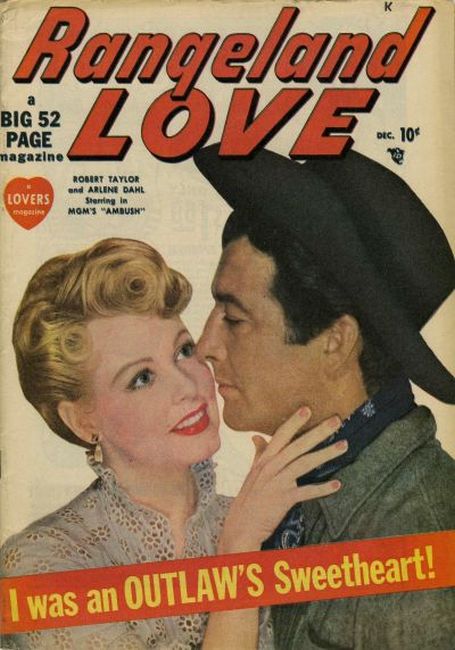 K
Rangeland
LOVE
a
BIG 52
PAGE
magazine
DEC. 10¢
A
LOVERS
magazine
ROBERT TAYLOR
and ARLENE DAHL
Starring in
MGM'S "AMBUSH"
I was an OUTLAW'S Sweetheart!